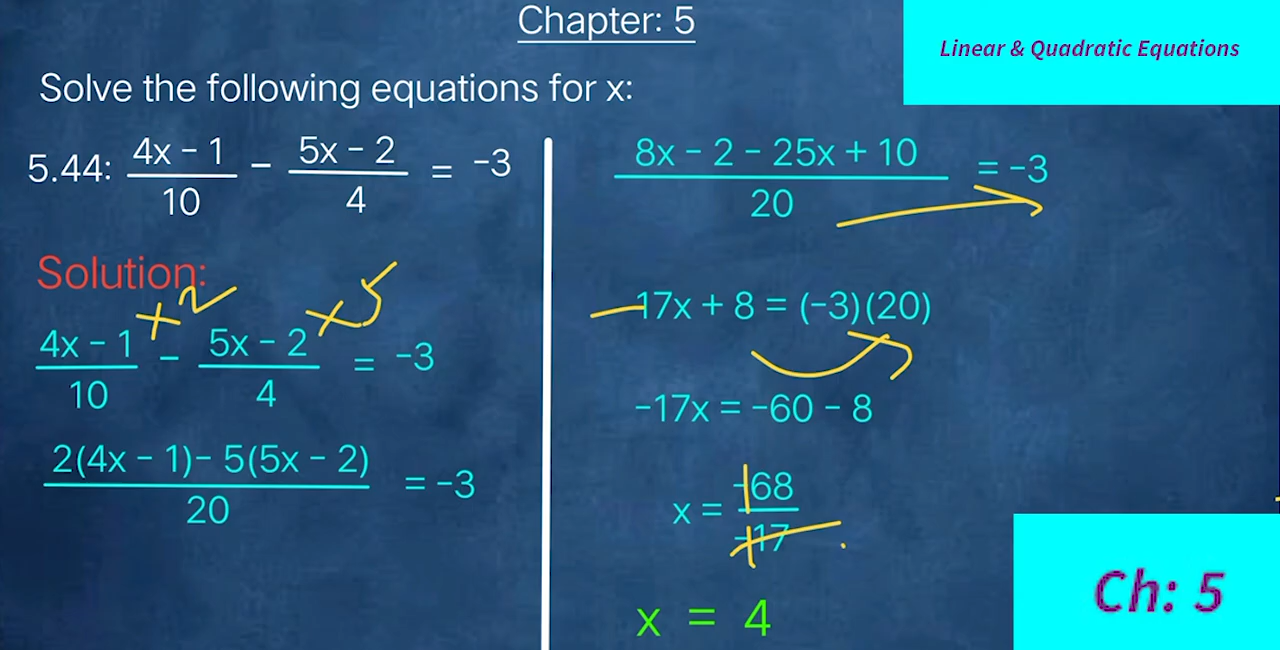 Chapter: 5
Linear & Quadratic Equations
Solve the following equations for x:
5.44: (4x − 1)/10 − (5x − 2)/4 = −3
Solution:
×2 ×5
(4x − 1)/10 − (5x − 2)/4 = −3
(2(4x − 1)− 5(5x − 2))/20 = −3
(8x − 2 − 25x + 10)/20 = −3
−17x + 8 = (−3)(20)
−17x = −60 − 8
x = −68/−17
x = 4
Ch: 5